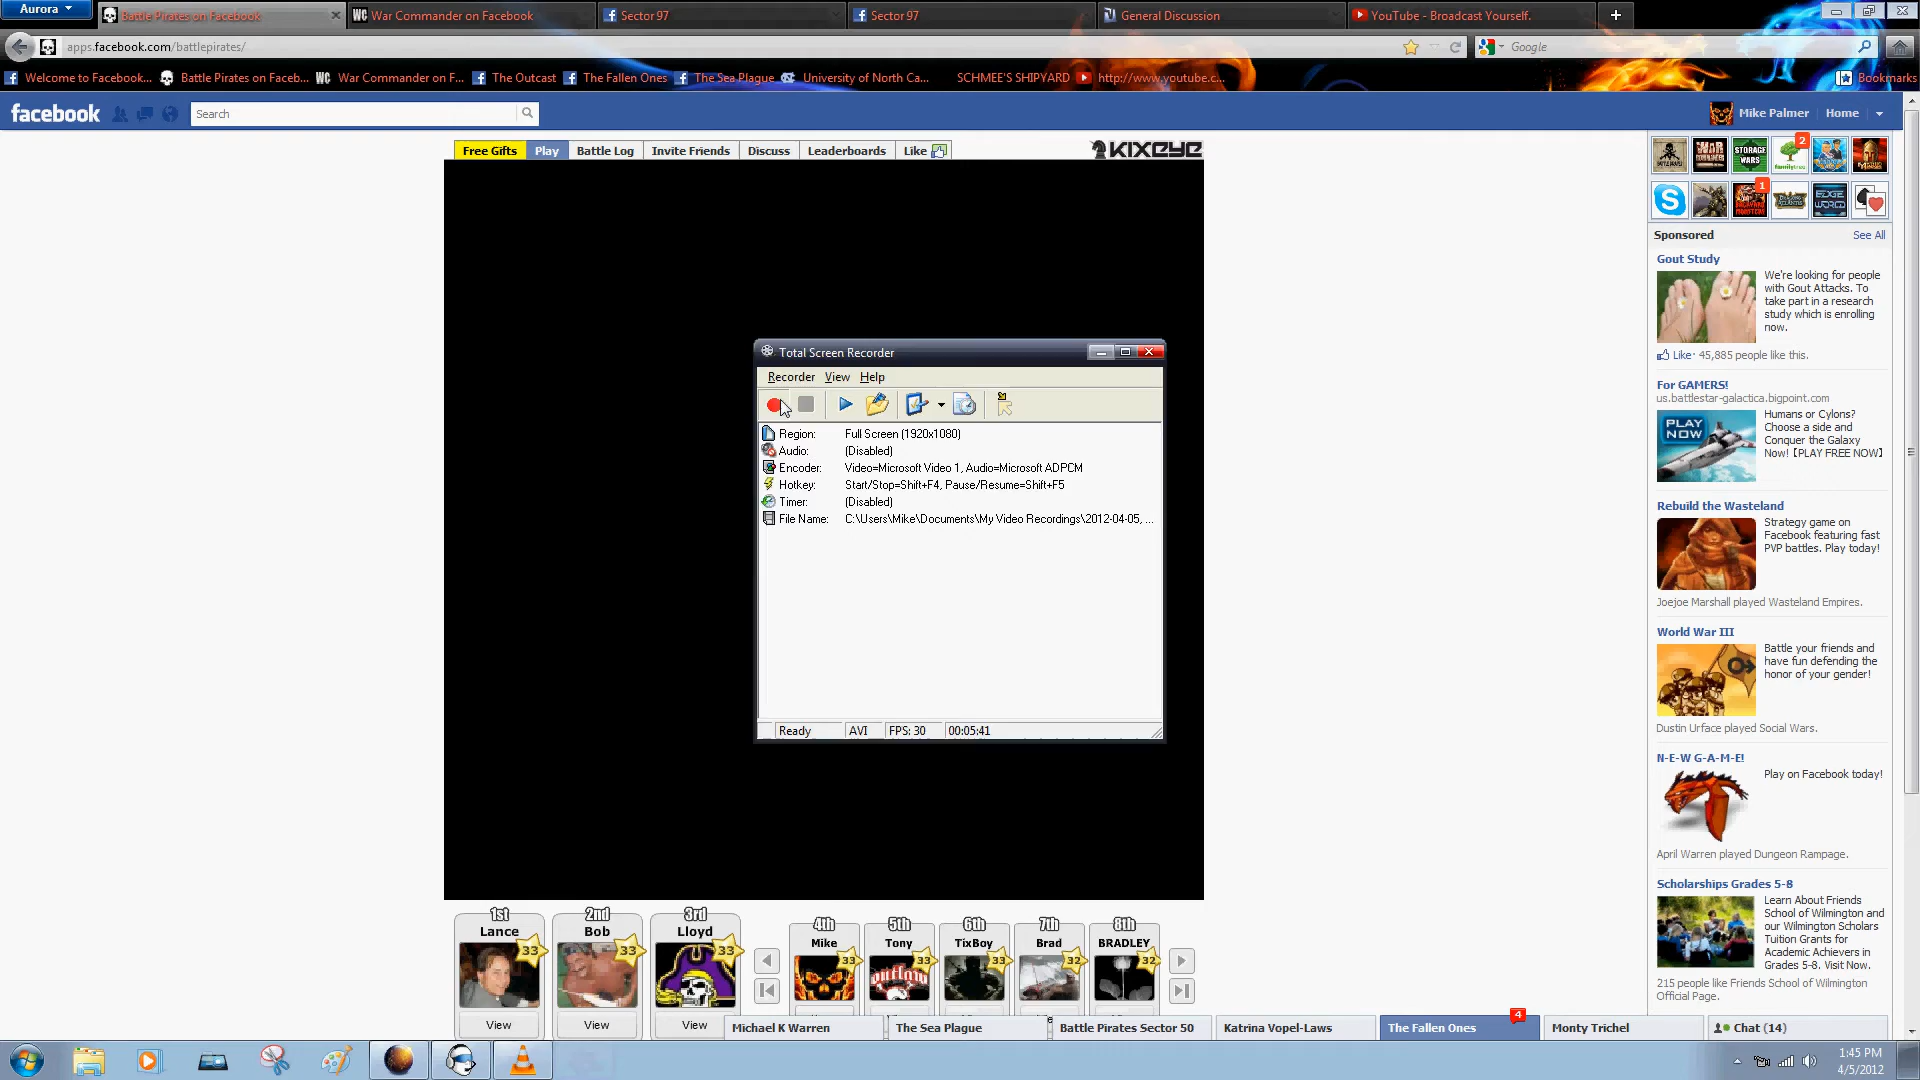 Aurora
Battle Pirates on Facebook
War Commander on Facebook
Sector 97
Sector 97
General Discussion
YouTube - Broadcast Yourself.
apps.facebook.com/battlepirates/
Google
Welcome to Facebook...
Battle Pirates on Faceb...
WC War Commander on F...
The Outcast
The Fallen Ones
The Sea Plague
University of North Ca...
SCHMEE'S SHIPYARD
http://www.youtube.c...
Bookmarks
facebook
Search
Mike Palmer
Home
Free Gifts
Play
Battle Log
Invite Friends
Discuss
Leaderboards
Like
KIXEYE
2
1
Sponsored
See All
Gout Study
We're looking for people
with Gout Attacks. To
take part in a research
study which is enrolling
now.
Like · 45,885 people like this.
For GAMERS!
us.battlestar-galactica.bigpoint.com
PLAY
NOW
Humans or Cylons?
Choose a side and
Conquer the Galaxy
Now! [PLAY FREE NOW]
Rebuild the Wasteland
Strategy game on
Facebook featuring fast
PVP battles. Play today!
Joejoe Marshall played Wasteland Empires.
World War III
Battle your friends and
have fun defending the
honor of your gender!
Dustin Urface played Social Wars.
N-E-W G-A-M-E!
Play on Facebook today!
April Warren played Dungeon Rampage.
Scholarships Grades 5-8
Learn About Friends
School of Wilmington and
our Wilmington Scholars
Tuition Grants for
Academic Achievers in
Grades 5-8. Visit Now.
215 people like Friends School of Wilmington
Official Page.
Total Screen Recorder
Recorder View Help
Region: Full Screen (1920x1080)
Audio: (Disabled)
Encoder: Video=Microsoft Video 1, Audio=Microsoft ADPCM
Hotkey: Start/Stop=Shift+F4, Pause/Resume=Shift+F5
Timer: (Disabled)
File Name: C:\Users\Mike\Documents\My Video Recordings\2012-04-05, ...
Ready AVI FPS: 30 00:05:41
1st
Lance
33
View
2nd
Bob
33
View
3rd
Lloyd
33
View
4th
Mike
33
5th
Tony
33
6th
TixBoy
33
7th
Brad
32
8th
BRADLEY
32
Michael K Warren
The Sea Plague
Battle Pirates Sector 50
Katrina Vopel-Laws
The Fallen Ones
4
Monty Trichel
Chat (14)
1:45 PM
4/5/2012